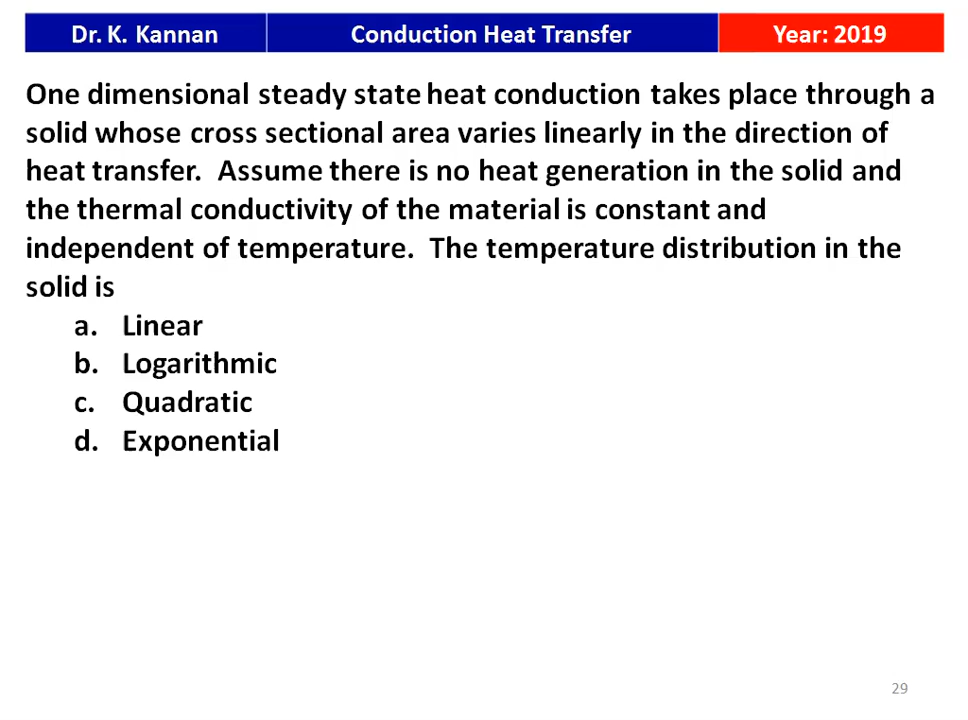 Dr. K. Kannan Conduction Heat Transfer Year: 2019
One dimensional steady state heat conduction takes place through a
solid whose cross sectional area varies linearly in the direction of
heat transfer. Assume there is no heat generation in the solid and
the thermal conductivity of the material is constant and
independent of temperature. The temperature distribution in the
solid is
a. Linear
b. Logarithmic
c. Quadratic
d. Exponential
29